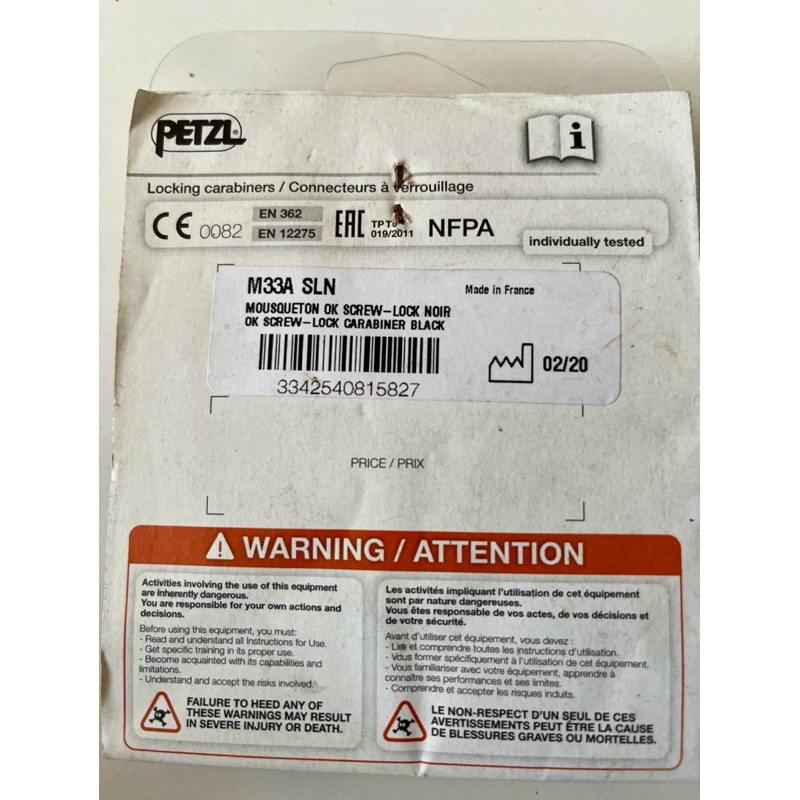 PETZL®
i
Locking carabiners / Connecteurs à verrouillage
CE 0082
EN 362
EN 12275
EAC
TP
019/2011
NFPA
individually tested
M33A SLN
Made in France
MOUSQUETON OK SCREW-LOCK NOIR
OK SCREW-LOCK CARABINER BLACK
02/20
3342540815827
PRICE / PRIX
WARNING / ATTENTION
Activities involving the use of this equipment
are inherently dangerous.
You are responsible for your own actions and
decisions.
Before using this equipment, you must:
- Read and understand all Instructions for Use.
- Get specific training in its proper use.
- Become acquainted with its capabilities and
limitations.
- Understand and accept the risks involved.
FAILURE TO HEED ANY OF
THESE WARNINGS MAY RESULT
IN SEVERE INJURY OR DEATH.
Les activités impliquant l'utilisation de cet équipement
sont par nature dangereuses.
Vous êtes responsable de vos actes, de vos décisions et
de votre sécurité.
Avant d'utiliser cet équipement, vous devez :
- Lire et comprendre toutes les instructions d'utilisation.
- Vous former spécifiquement à l'utilisation de cet équipement.
- Vous familiariser avec votre équipement, apprendre à
connaître ses performances et ses limites.
- Comprendre et accepter les risques induits.
LE NON-RESPECT D'UN SEUL DE CES
AVERTISSEMENTS PEUT ÊTRE LA CAUSE
DE BLESSURES GRAVES OU MORTELLES.